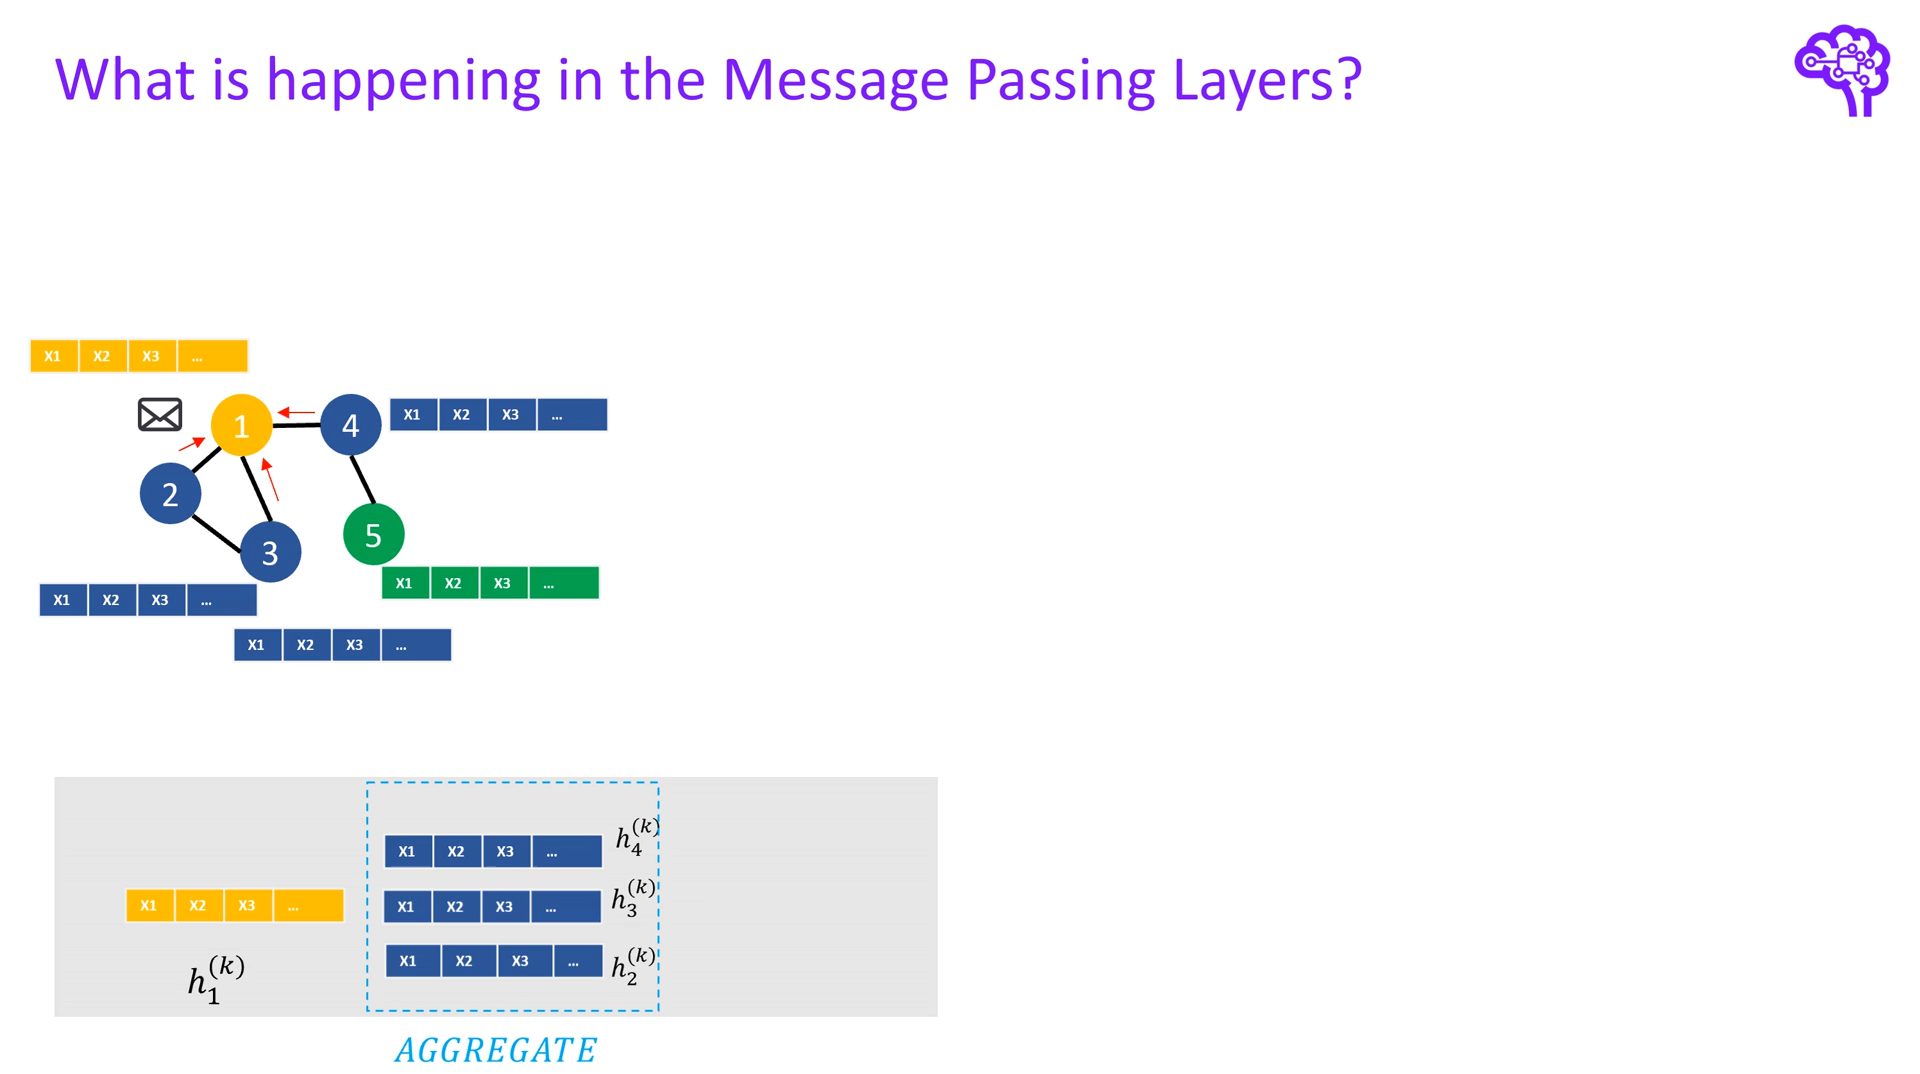 What is happening in the Message Passing Layers?
X1 X2 X3 ...
1
4
X1 X2 X3 ...
2
3
5
X1 X2 X3 ...
X1 X2 X3 ...
X1 X2 X3 ...
X1 X2 X3 ... h_4^{(k)}
X1 X2 X3 ...
X1 X2 X3 ... h_3^{(k)}
X1 X2 X3 ... h_2^{(k)}
h_1^{(k)}
AGGREGATE